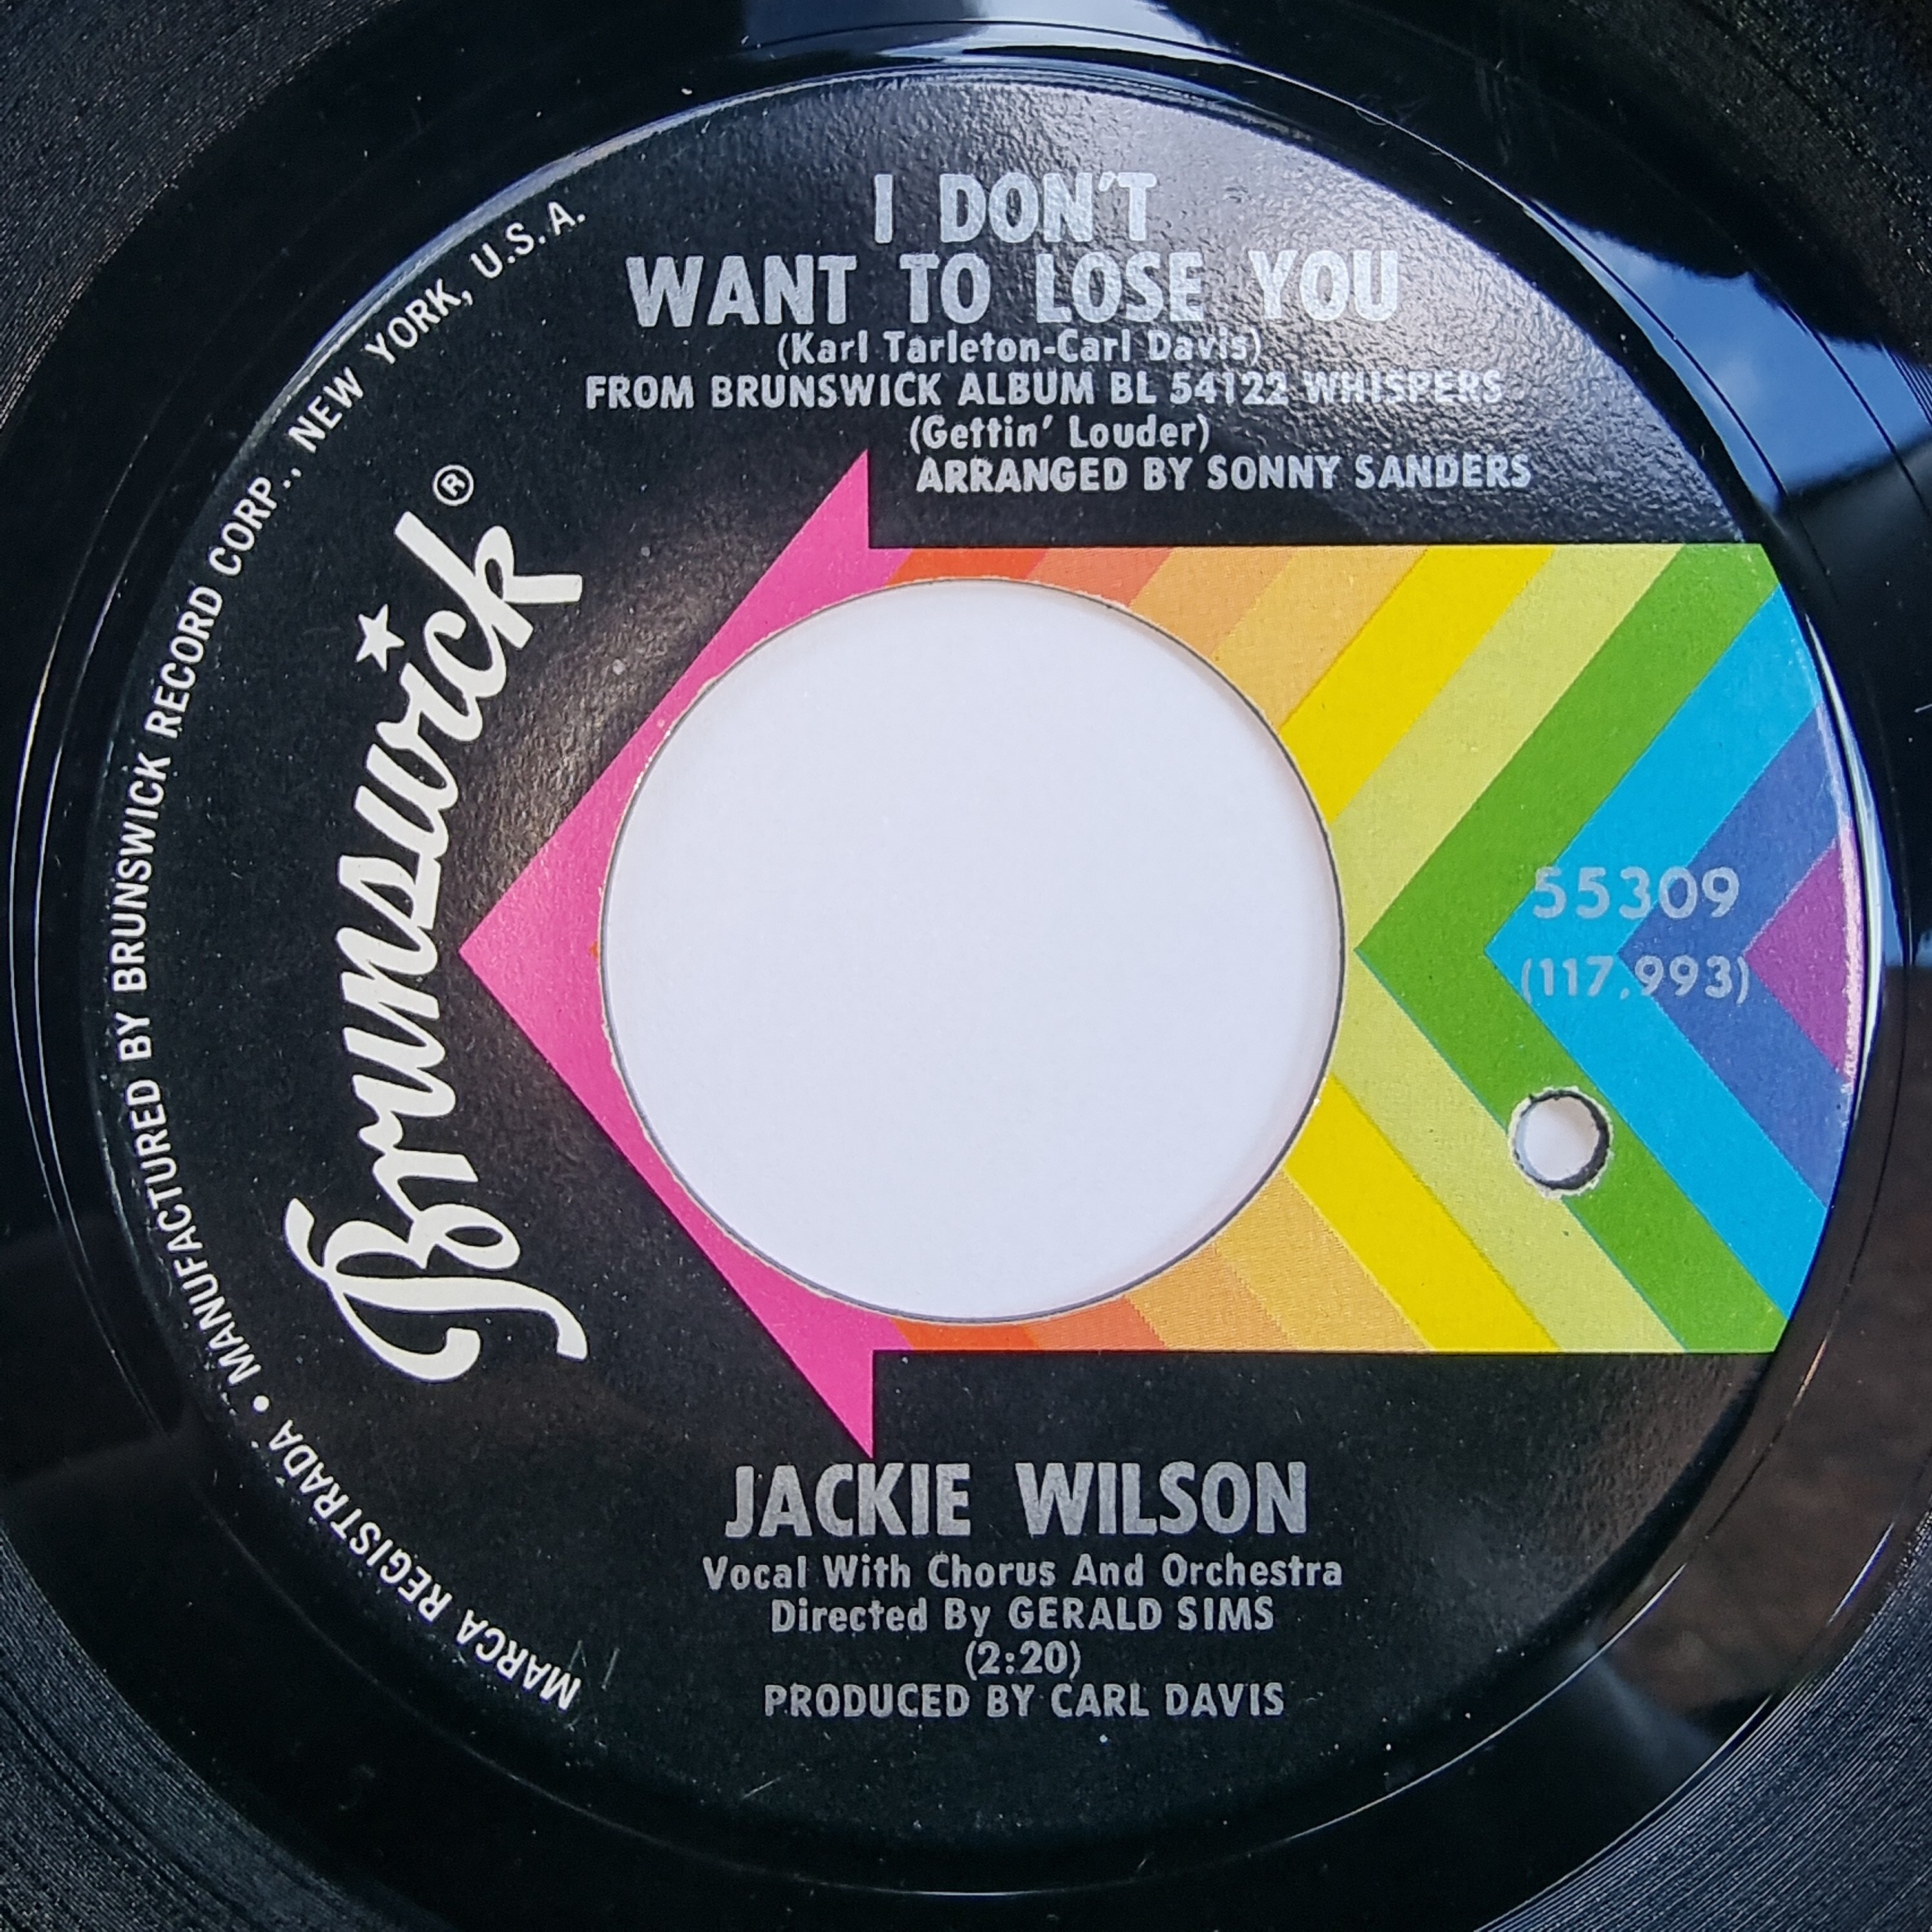 I DON'T
WANT TO LOSE YOU
(Karl Tarleton-Carl Davis)
FROM BRUNSWICK ALBUM BL 54122 WHISPERS
(Gettin' Louder)
ARRANGED BY SONNY SANDERS
Brunswick®
55309
(117,993)
JACKIE WILSON
Vocal With Chorus And Orchestra
Directed By GERALD SIMS
(2:20)
PRODUCED BY CARL DAVIS
MARCA REGISTRADA • MANUFACTURED BY BRUNSWICK RECORD CORP., NEW YORK, U.S.A.